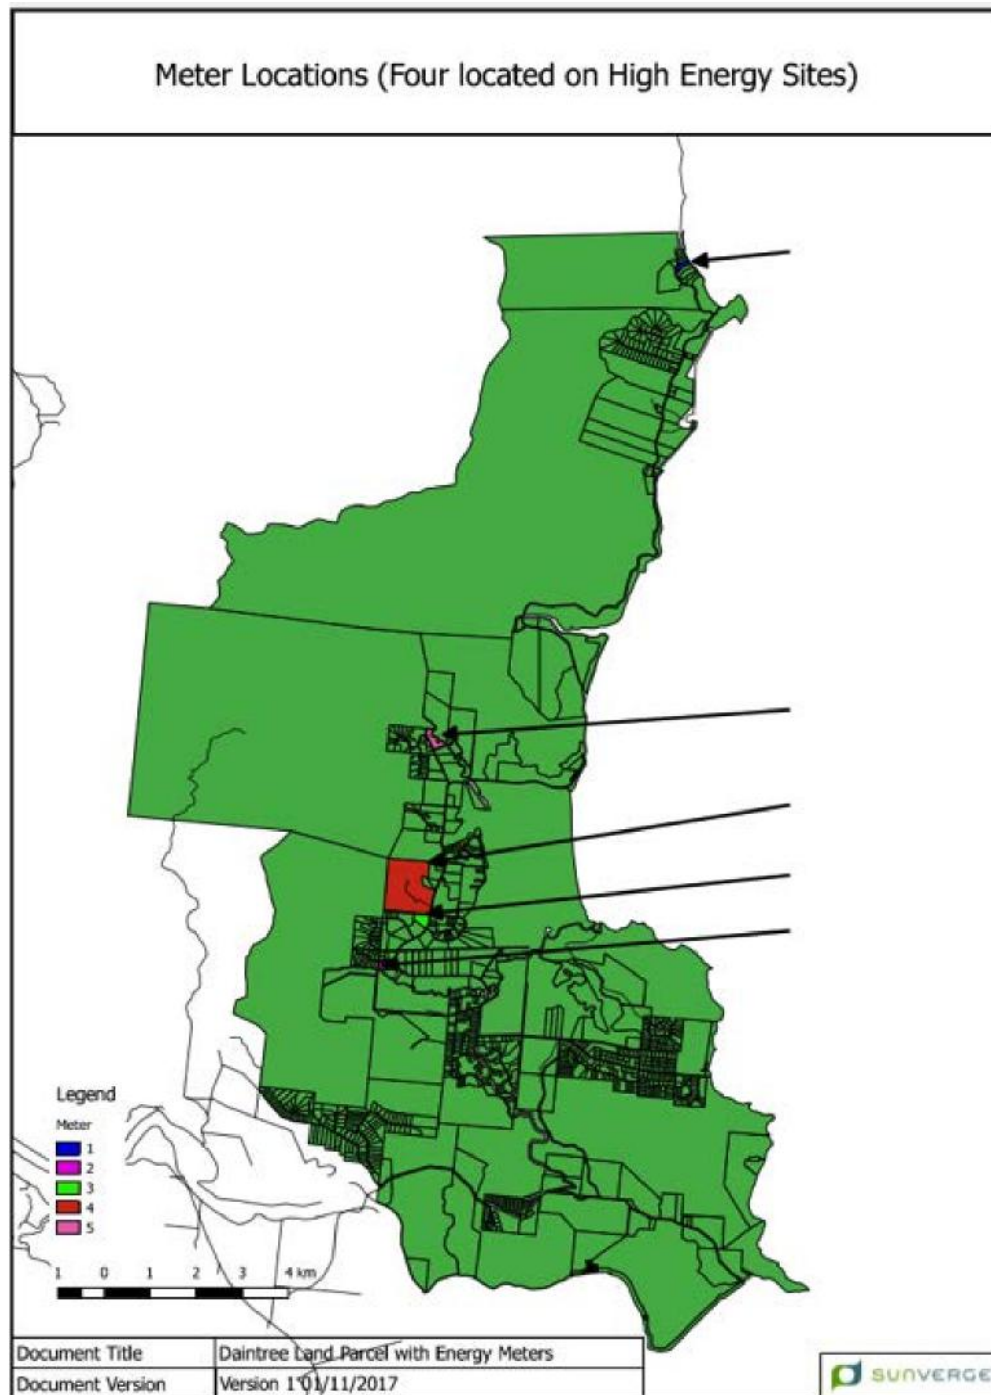 Meter Locations (Four located on High Energy Sites)
Legend
Meter
1
2
3
4
5
1 0 1 2 3 4 km
Document Title Daintree Land Parcel with Energy Meters
Document Version Version 1 01/11/2017
SUNVERGE